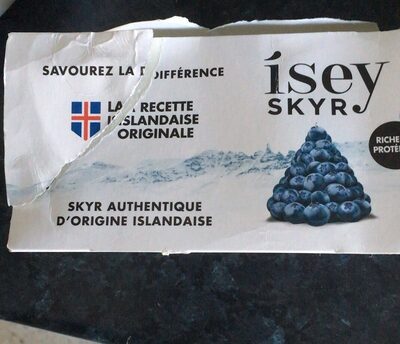 SAVOUREZ LA DIFFÉRENCE
LA RECETTE
ISLANDAISE
ORIGINALE
SKYR AUTHENTIQUE
D'ORIGINE ISLANDAISE
ísey
SKYR
RICHE
PROTÉ